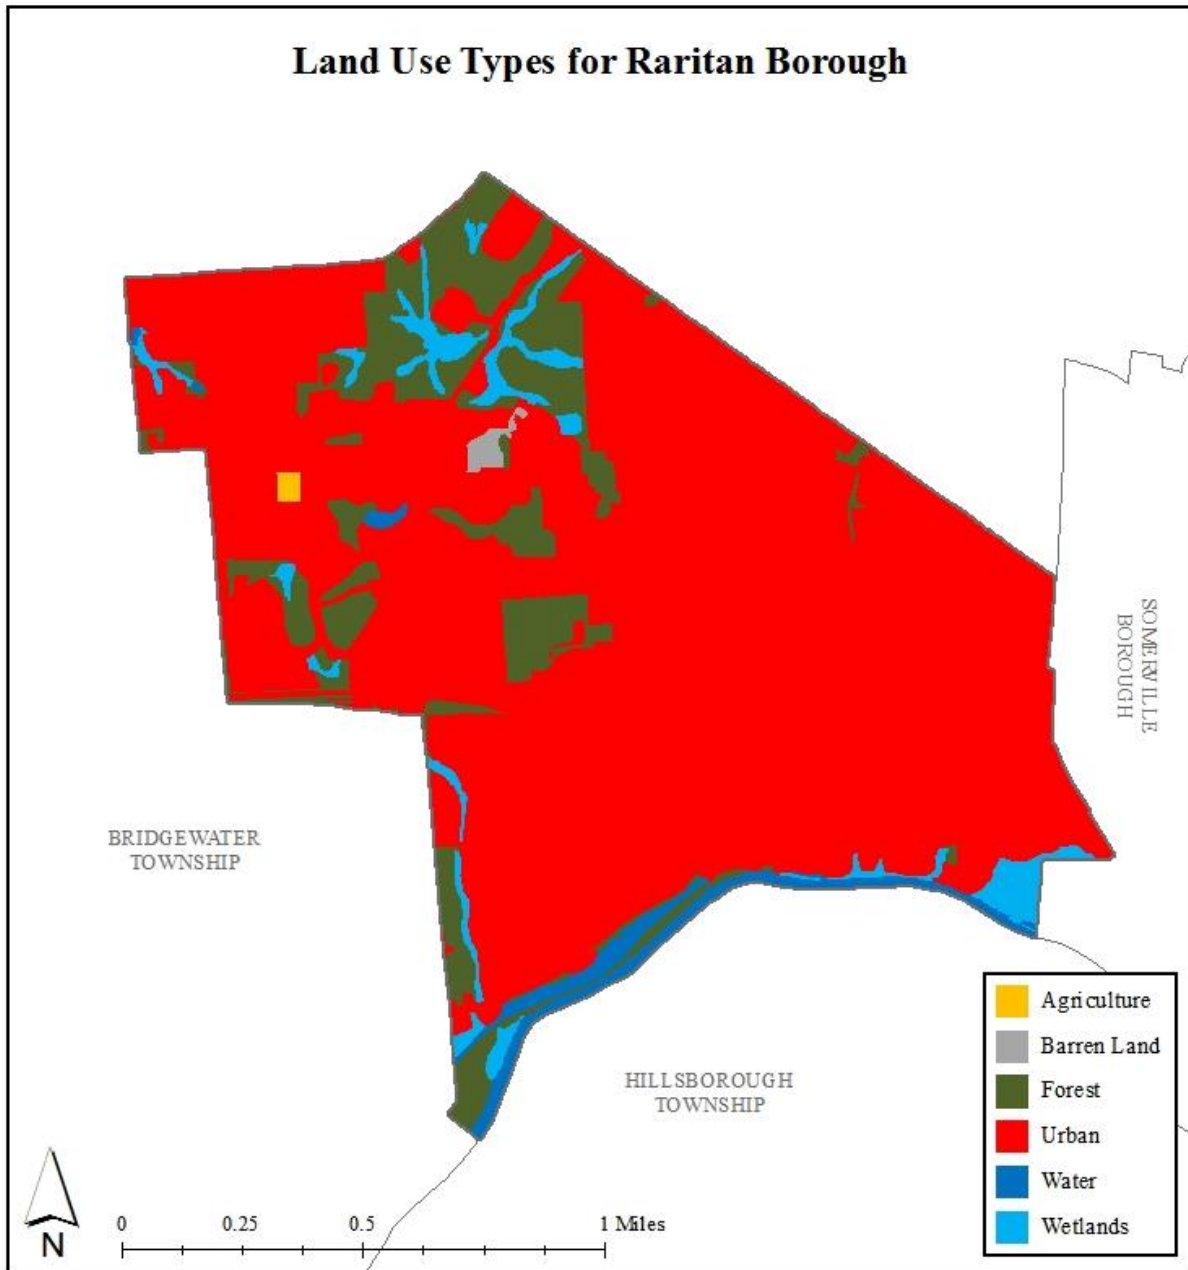 Land Use Types for Raritan Borough
SOMERVILLE
BOROUGH
BRIDGEWATER
TOWNSHIP
HILLSBOROUGH
TOWNSHIP
Agriculture
Barren Land
Forest
Urban
Water
Wetlands
N
0 0.25 0.5 1 Miles